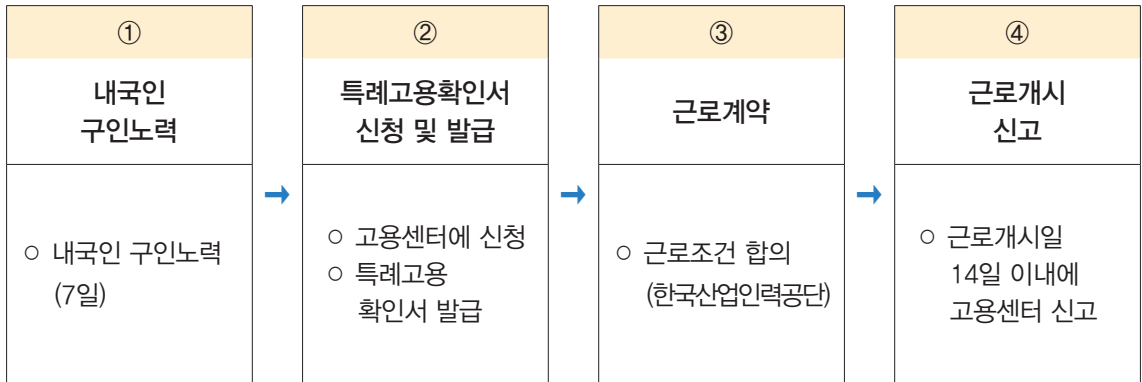 ①
내국인
구인노력
○ 내국인 구인노력
(7일)
→
②
특례고용확인서
신청 및 발급
○ 고용센터에 신청
○ 특례고용
확인서 발급
→
③
근로계약
○ 근로조건 합의
(한국산업인력공단)
→
④
근로개시
신고
○ 근로개시일
14일 이내에
고용센터 신고